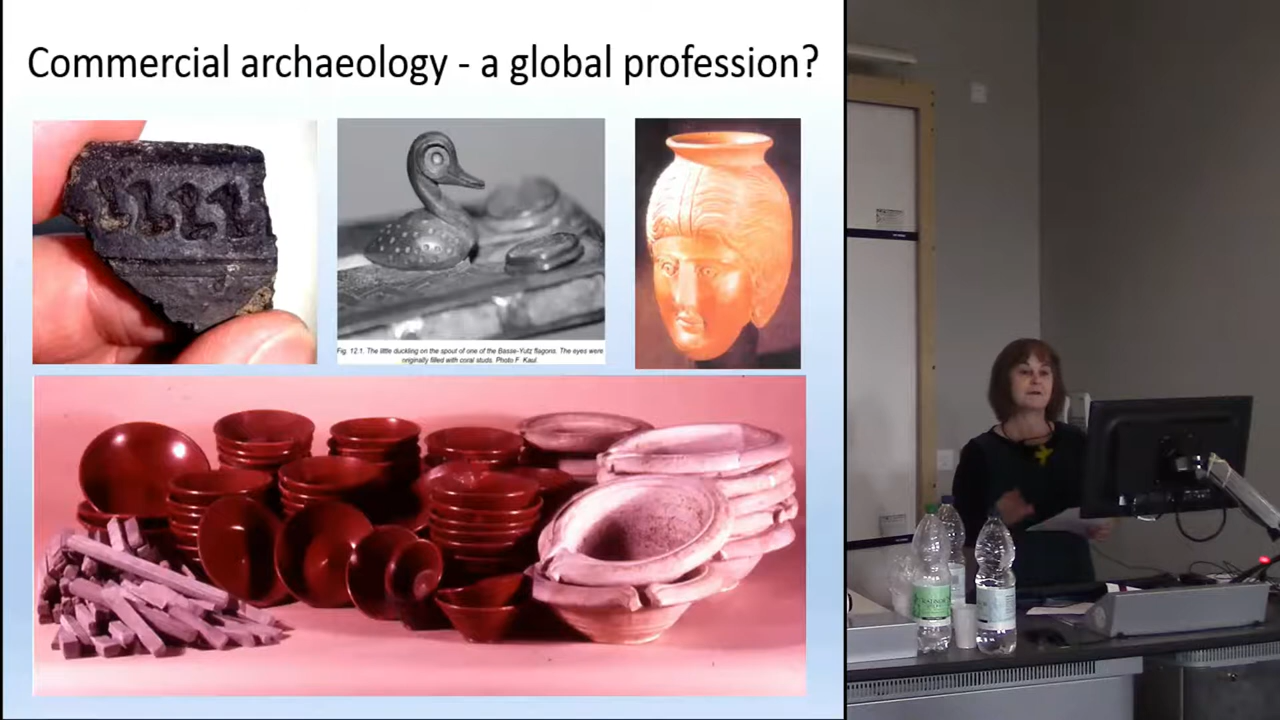 Commercial archaeology - a global profession?
Fig. 12.1. The little duckling on the spout of one of the Basse-Yutz flagons. The eyes were
originally filled with coral studs. Photo F. Kaul.